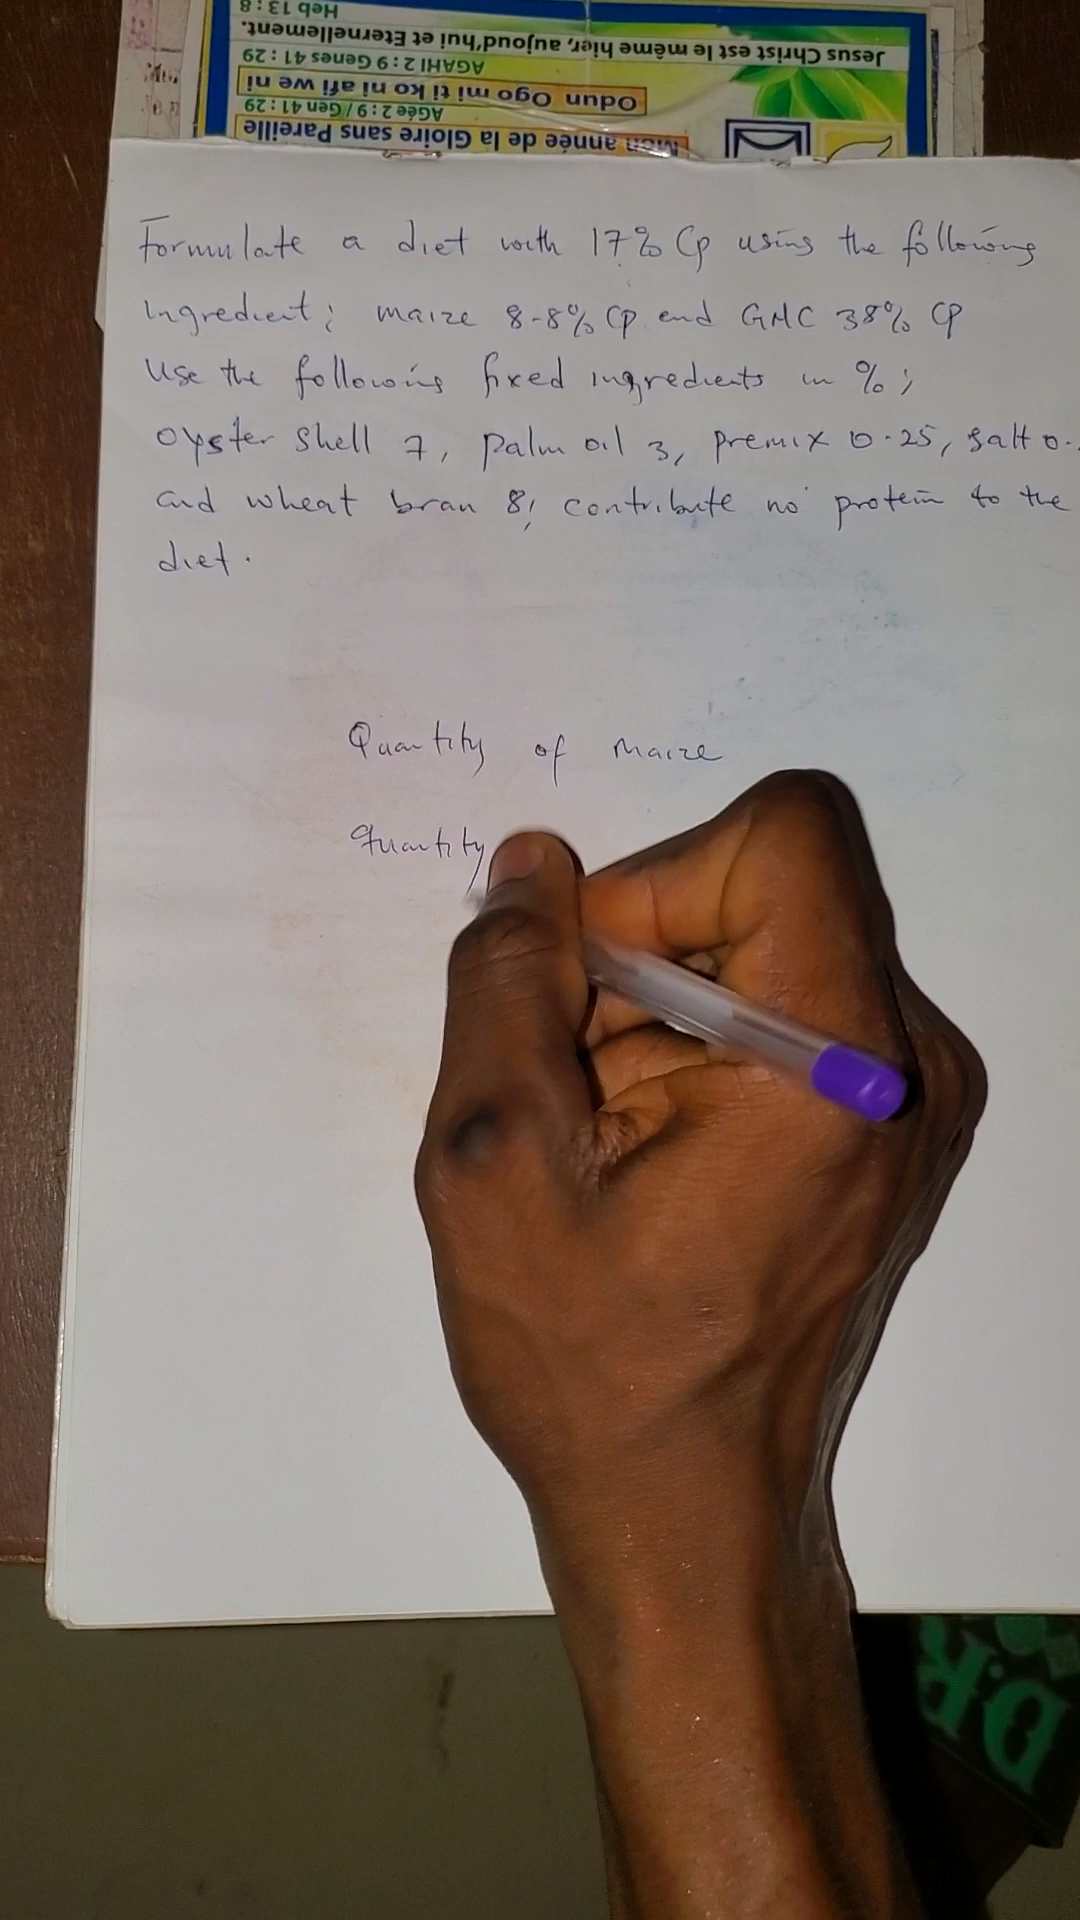 Heb 13 : 8
Jesus Christ est le même hier, aujoud'hui et Eternellement.
AGAHI 2 : 9 Genes 41 : 29
Odun Ogo mi ti ko ni afi we ni
Agée 2 : 9 / Gen 41 : 29
Mon année de la Gloire sans Pareille
Formulate a diet with 17% Cp using the following
Ingredient; maize 8-8% CP and GNC 38% CP
Use the following fixed ingredients in %;
Oyster shell 7, palm oil 3, premix 0.25, salt 0.
and wheat bran 8; contribute no protein to the
diet.
Quantity of maize
Quantity
D.R